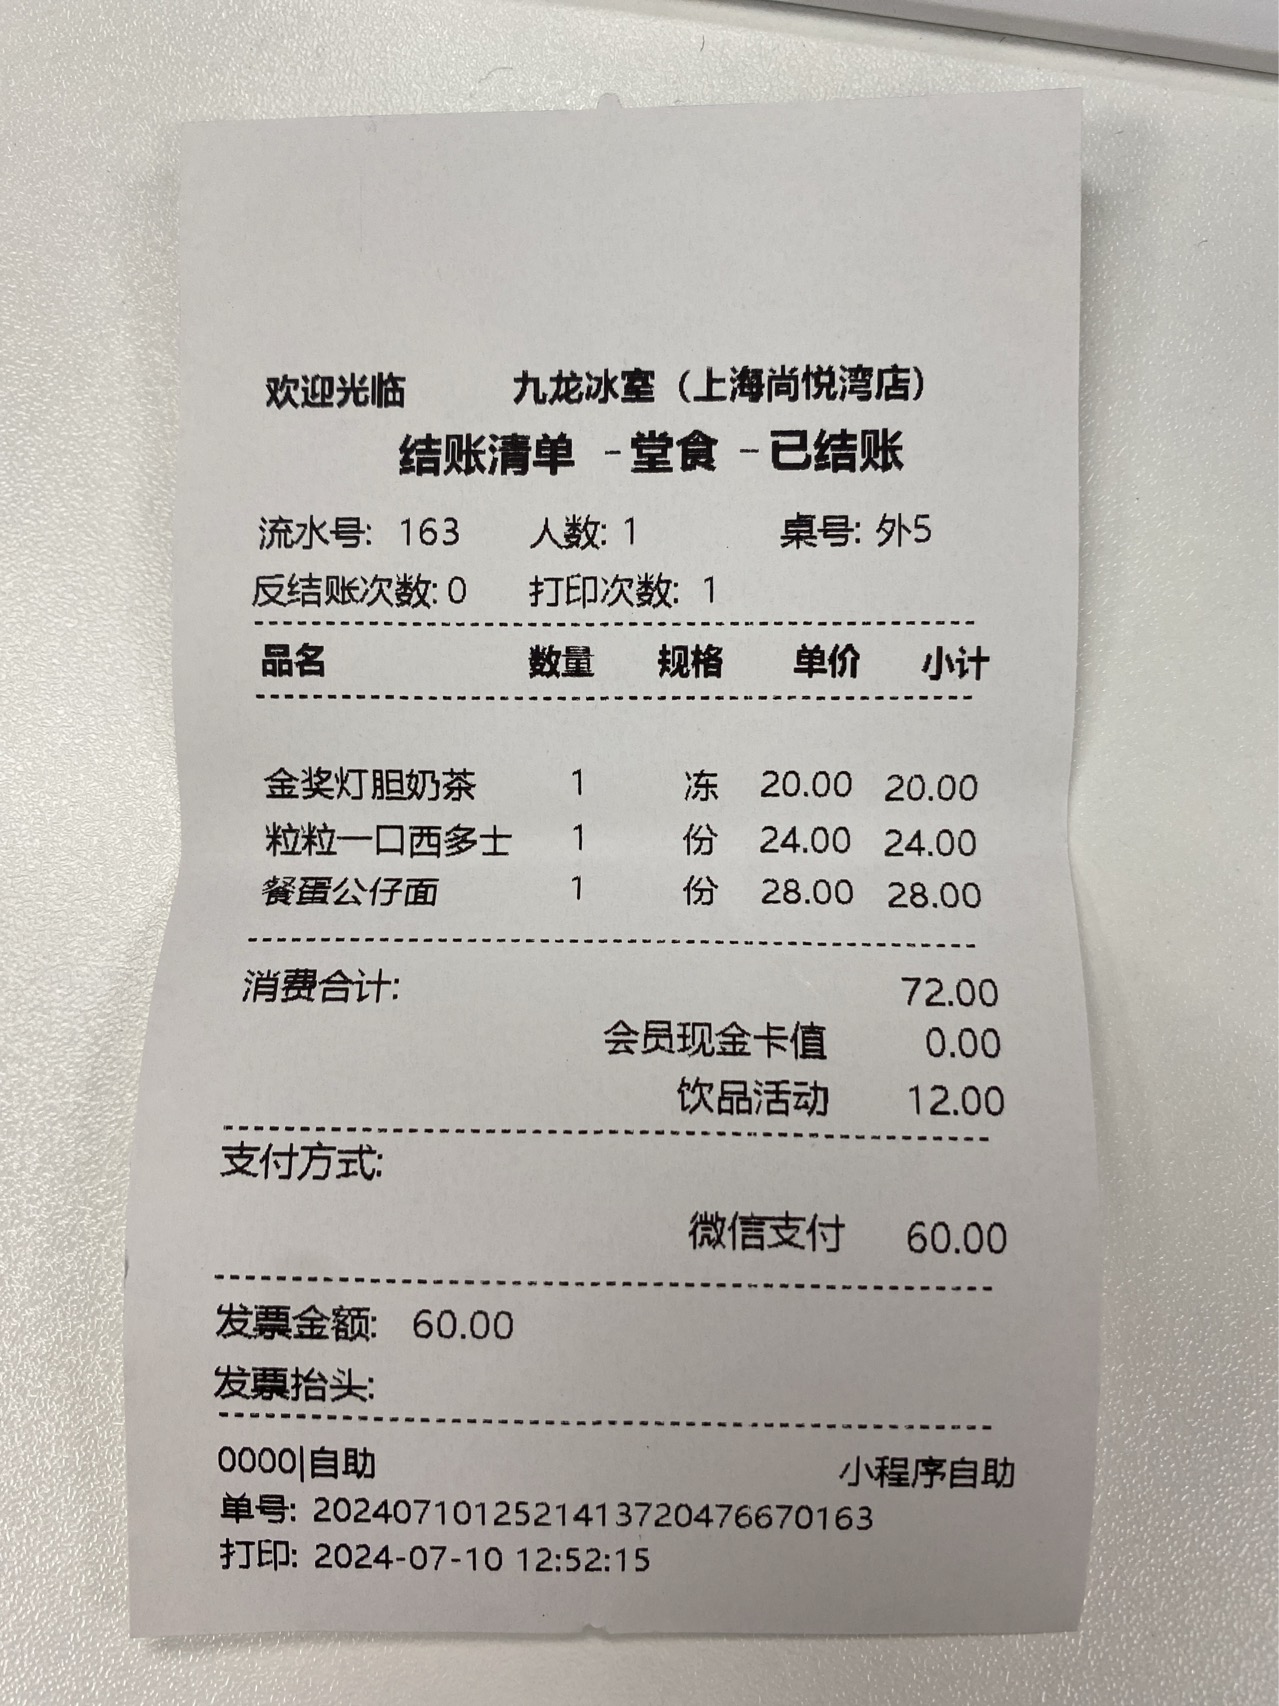 欢迎光临 九龙冰室（上海尚悦湾店）
结账清单 -堂食 -已结账
流水号: 163 人数: 1 桌号: 外5
反结账次数: 0 打印次数: 1
品名 数量 规格 单价 小计
金奖灯胆奶茶 1 冻 20.00 20.00
粒粒一口西多士 1 份 24.00 24.00
餐蛋公仔面 1 份 28.00 28.00
消费合计: 72.00
会员现金卡值 0.00
饮品活动 12.00
支付方式:
微信支付 60.00
发票金额: 60.00
发票抬头:
0000|自助 小程序自助
单号: 20240710125214137204766​70163
打印: 2024-07-10 12:52:15